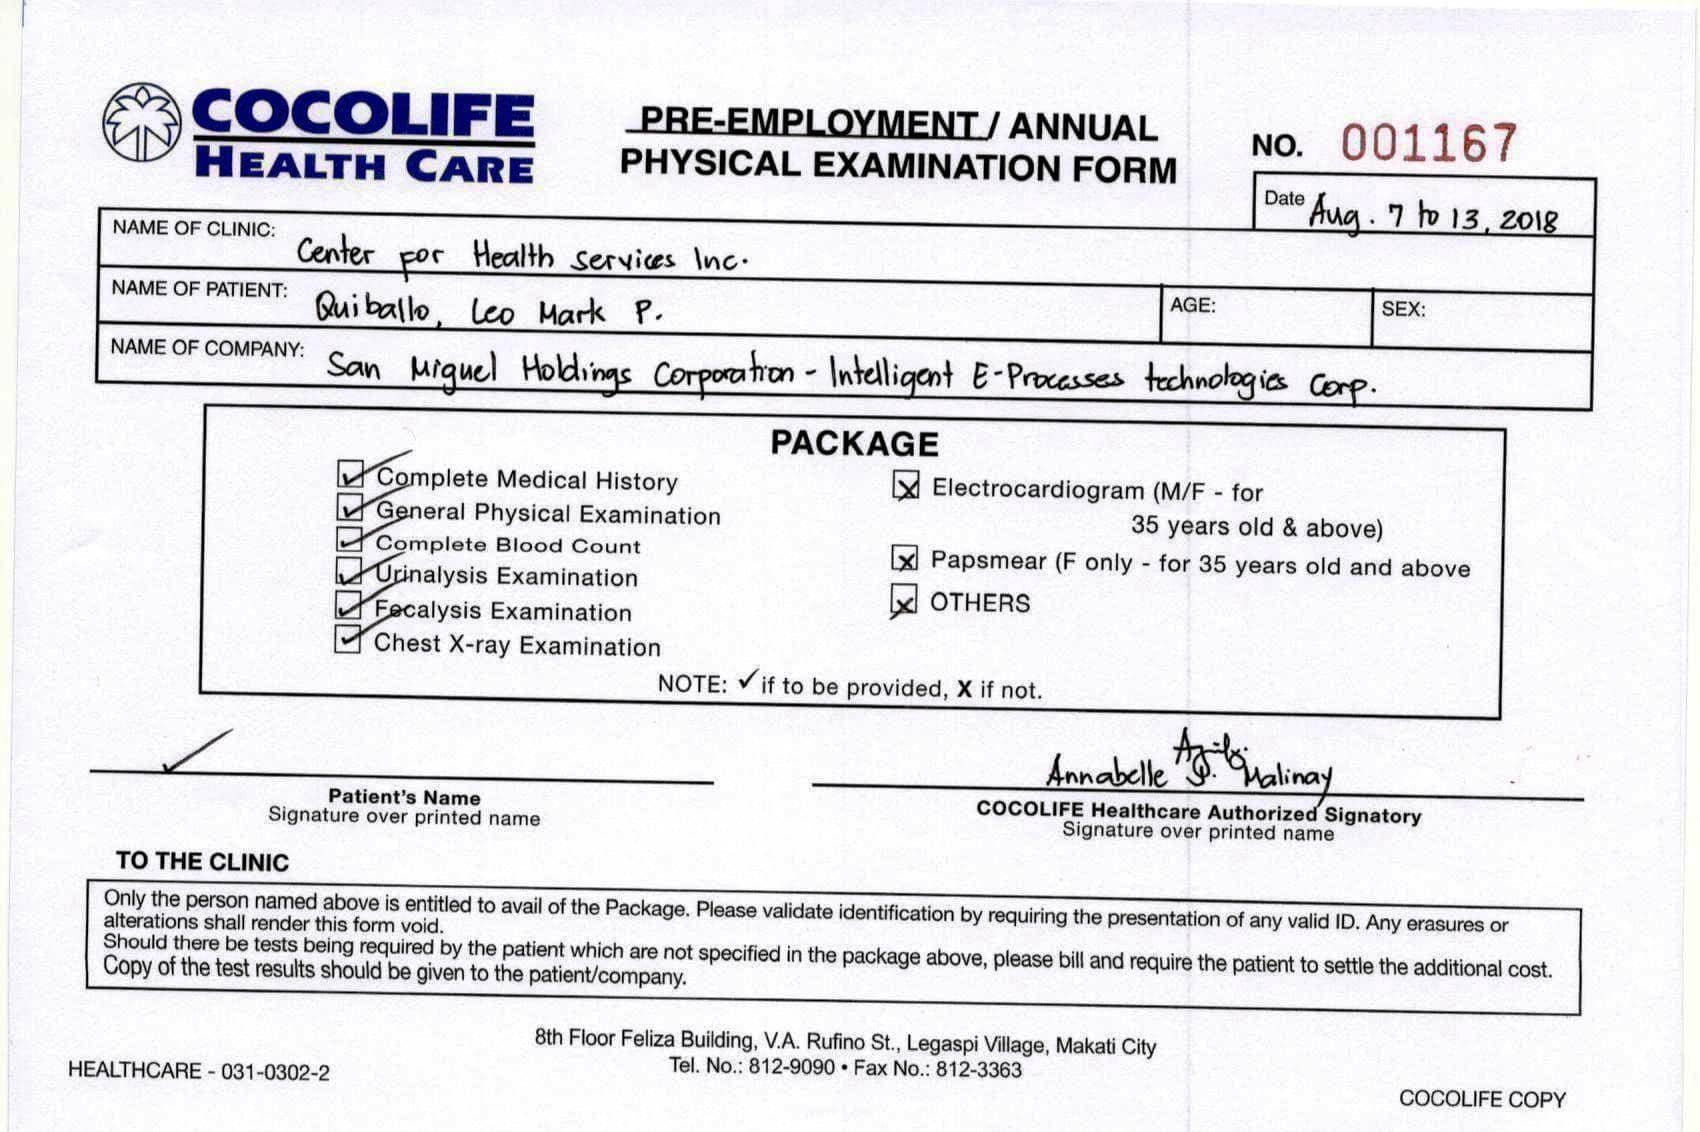 COCOLIFE
HEALTH CARE
PRE-EMPLOYMENT / ANNUAL
PHYSICAL EXAMINATION FORM
NO. 001167
Date Aug. 7 to 13, 2018
NAME OF CLINIC: Center for Health Services Inc.
NAME OF PATIENT: Quiballo, Leo Mark P.
AGE:
SEX:
NAME OF COMPANY: San Miguel Holdings Corporation - Intelligent E-Processes technologies Corp.
PACKAGE
Complete Medical History
General Physical Examination
Complete Blood Count
Urinalysis Examination
Fecalysis Examination
Chest X-ray Examination
Electrocardiogram (M/F - for
35 years old & above)
Papsmear (F only - for 35 years old and above
OTHERS
NOTE: ✓ if to be provided, X if not.
Patient's Name
Signature over printed name
Annabelle P. Malinay
COCOLIFE Healthcare Authorized Signatory
Signature over printed name
TO THE CLINIC
Only the person named above is entitled to avail of the Package. Please validate identification by requiring the presentation of any valid ID. Any erasures or
alterations shall render this form void.
Should there be tests being required by the patient which are not specified in the package above, please bill and require the patient to settle the additional cost.
Copy of the test results should be given to the patient/company.
8th Floor Feliza Building, V.A. Rufino St., Legaspi Village, Makati City
Tel. No.: 812-9090 • Fax No.: 812-3363
HEALTHCARE - 031-0302-2
COCOLIFE COPY